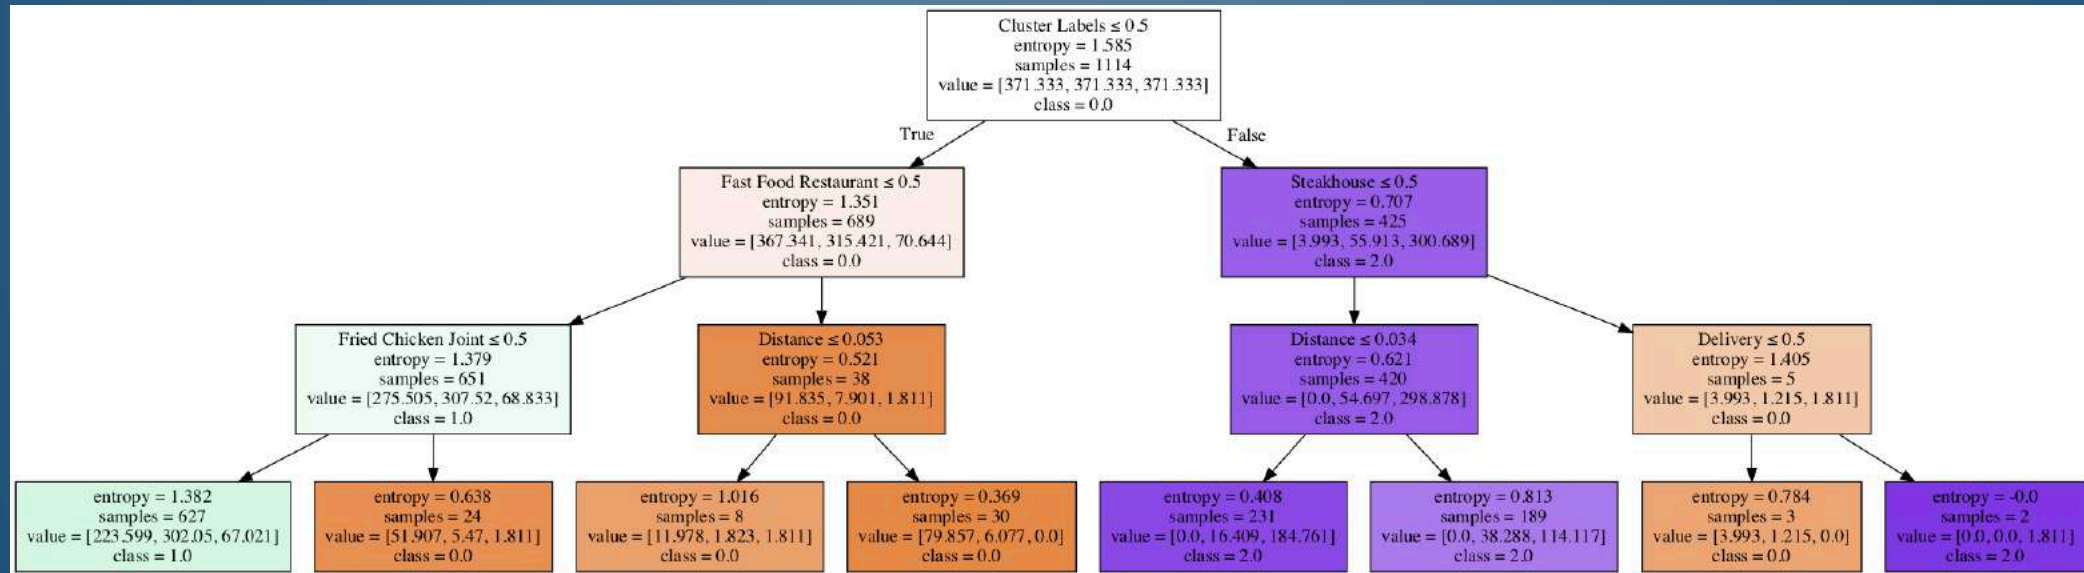 Cluster Labels ≤ 0.5
entropy = 1.585
samples = 1114
value = [371.333, 371.333, 371.333]
class = 0.0
True
False
Fast Food Restaurant ≤ 0.5
entropy = 1.351
samples = 689
value = [367.341, 315.421, 70.644]
class = 0.0
Steakhouse ≤ 0.5
entropy = 0.707
samples = 425
value = [3.993, 55.913, 300.689]
class = 2.0
Fried Chicken Joint ≤ 0.5
entropy = 1.379
samples = 651
value = [275.505, 307.52, 68.833]
class = 1.0
Distance ≤ 0.053
entropy = 0.521
samples = 38
value = [91.835, 7.901, 1.811]
class = 0.0
Distance ≤ 0.034
entropy = 0.621
samples = 420
value = [0.0, 54.697, 298.878]
class = 2.0
Delivery ≤ 0.5
entropy = 1.405
samples = 5
value = [3.993, 1.215, 1.811]
class = 0.0
entropy = 1.382
samples = 627
value = [223.599, 302.05, 67.021]
class = 1.0
entropy = 0.638
samples = 24
value = [51.907, 5.47, 1.811]
class = 0.0
entropy = 1.016
samples = 8
value = [11.978, 1.823, 1.811]
class = 0.0
entropy = 0.369
samples = 30
value = [79.857, 6.077, 0.0]
class = 0.0
entropy = 0.408
samples = 231
value = [0.0, 16.409, 184.761]
class = 2.0
entropy = 0.813
samples = 189
value = [0.0, 38.288, 114.117]
class = 2.0
entropy = 0.784
samples = 3
value = [3.993, 1.215, 0.0]
class = 0.0
entropy = -0.0
samples = 2
value = [0.0, 0.0, 1.811]
class = 2.0